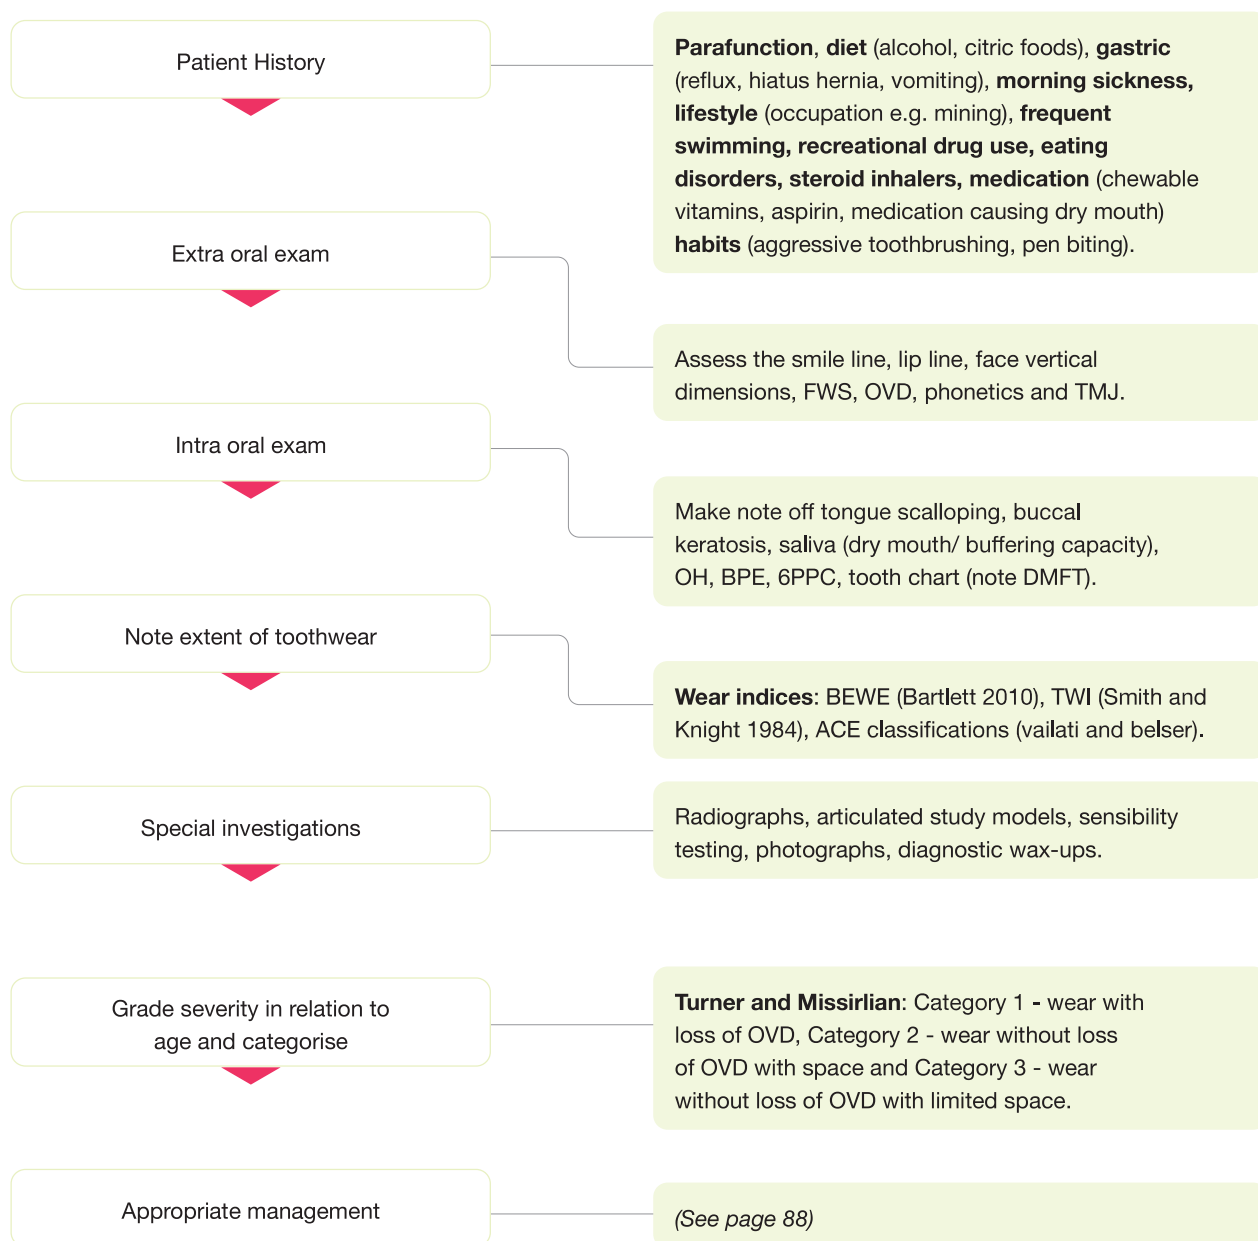 Patient History
Parafunction, diet (alcohol, citric foods), gastric
(reflux, hiatus hernia, vomiting), morning sickness,
lifestyle (occupation e.g. mining), frequent
swimming, recreational drug use, eating
disorders, steroid inhalers, medication (chewable
vitamins, aspirin, medication causing dry mouth)
habits (aggressive toothbrushing, pen biting).
Extra oral exam
Assess the smile line, lip line, face vertical
dimensions, FWS, OVD, phonetics and TMJ.
Intra oral exam
Make note off tongue scalloping, buccal
keratosis, saliva (dry mouth/ buffering capacity),
OH, BPE, 6PPC, tooth chart (note DMFT).
Note extent of toothwear
Wear indices: BEWE (Bartlett 2010), TWI (Smith and
Knight 1984), ACE classifications (vailati and belser).
Special investigations
Radiographs, articulated study models, sensibility
testing, photographs, diagnostic wax-ups.
Grade severity in relation to
age and categorise
Turner and Missirlian: Category 1 - wear with
loss of OVD, Category 2 - wear without loss
of OVD with space and Category 3 - wear
without loss of OVD with limited space.
Appropriate management
(See page 88)